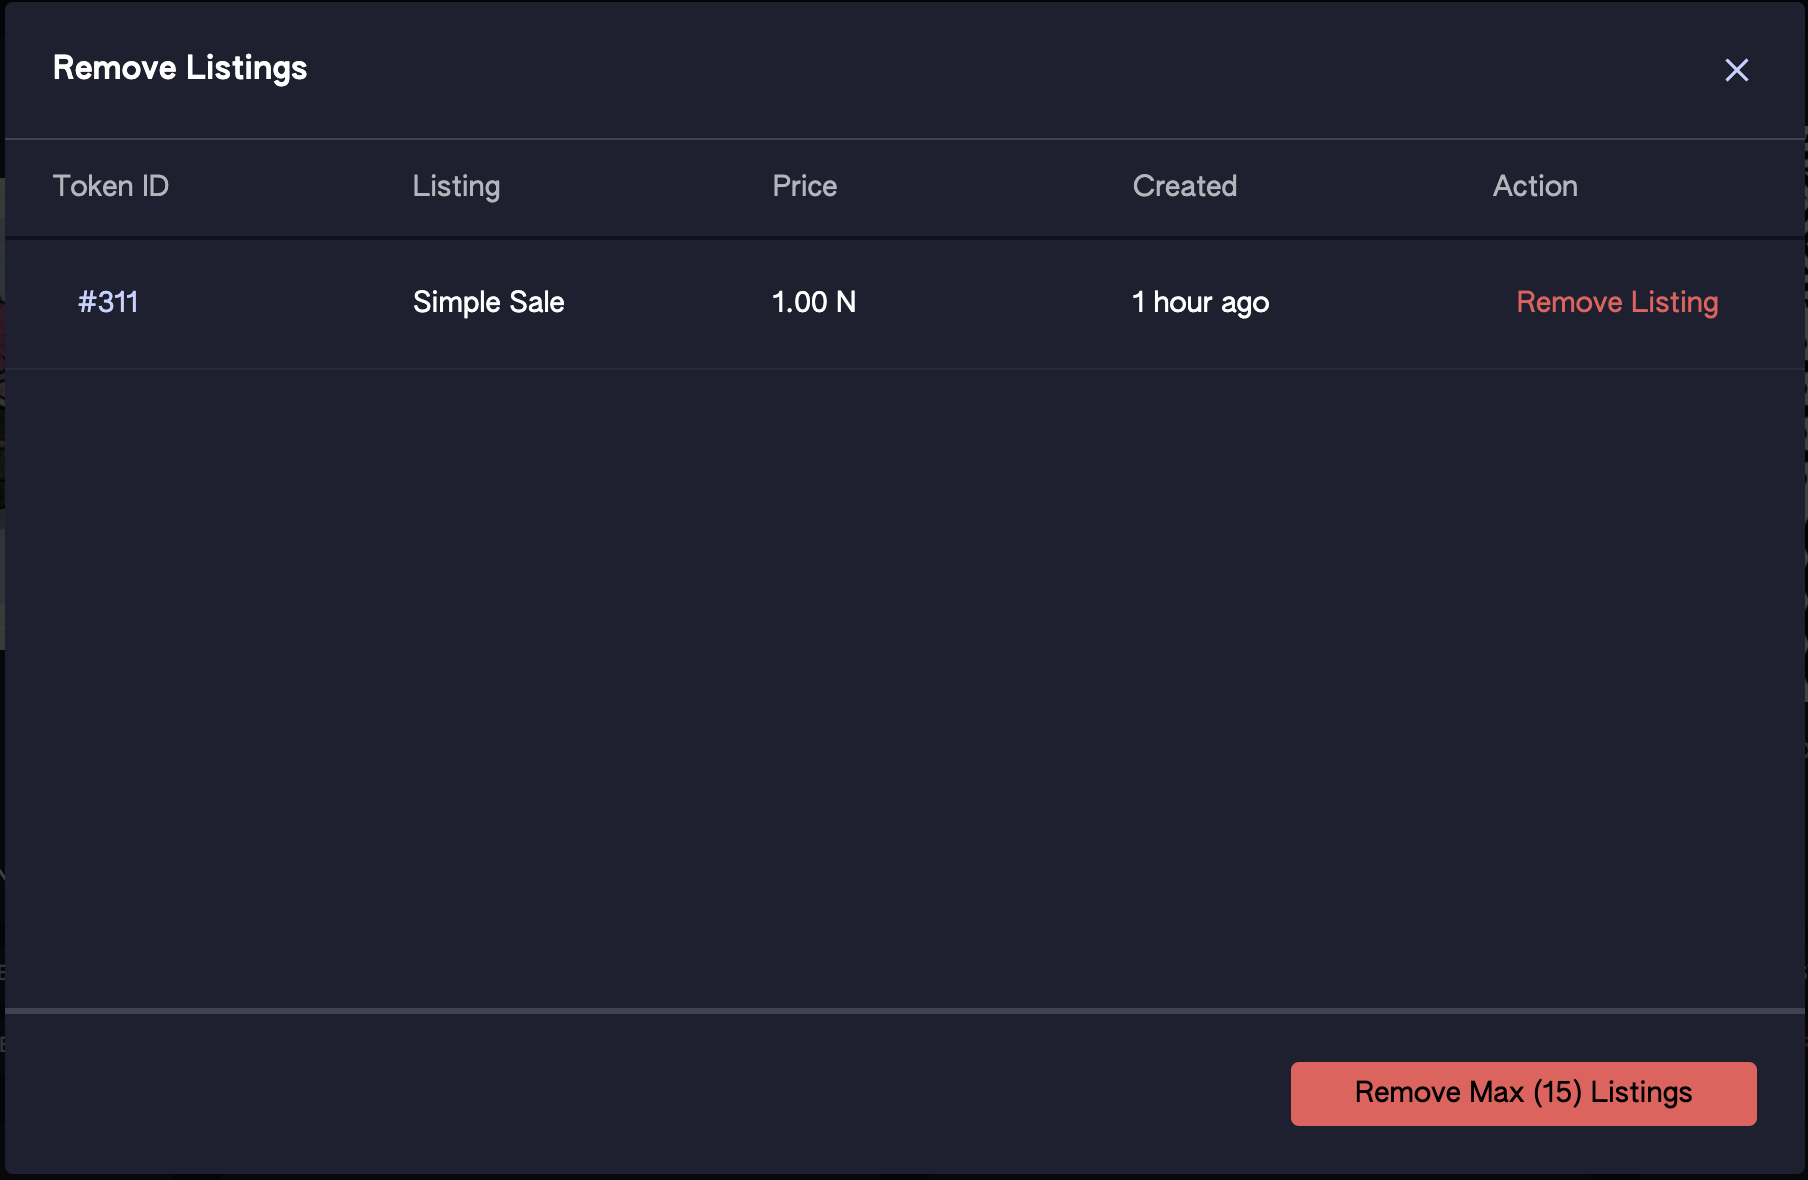 Remove Listings
Token ID Listing Price Created Action
#311 Simple Sale 1.00 N 1 hour ago Remove Listing
Remove Max (15) Listings